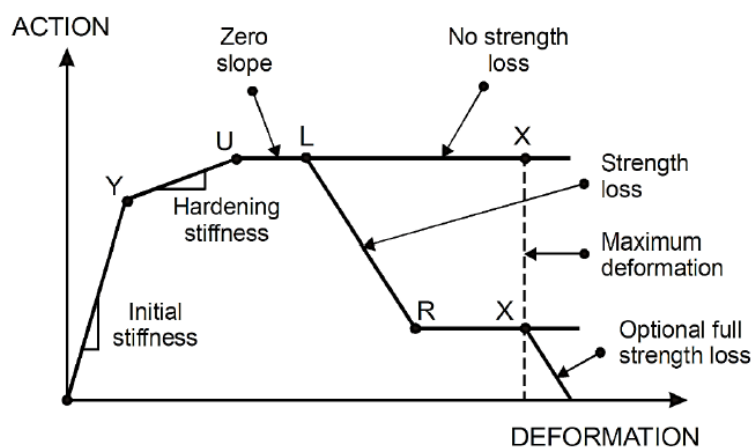 ACTION
Zero
slope
No strength
loss
U
L
X
Y
Strength
loss
Hardening
stiffness
Maximum
deformation
Initial
stiffness
R
X
Optional full
strength loss
DEFORMATION